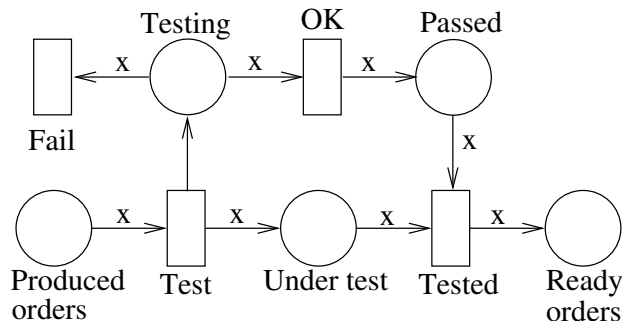 Testing
OK
Passed
x
x
x
Fail
x
x
x
x
x
Produced
orders
Test
Under test
Tested
Ready
orders